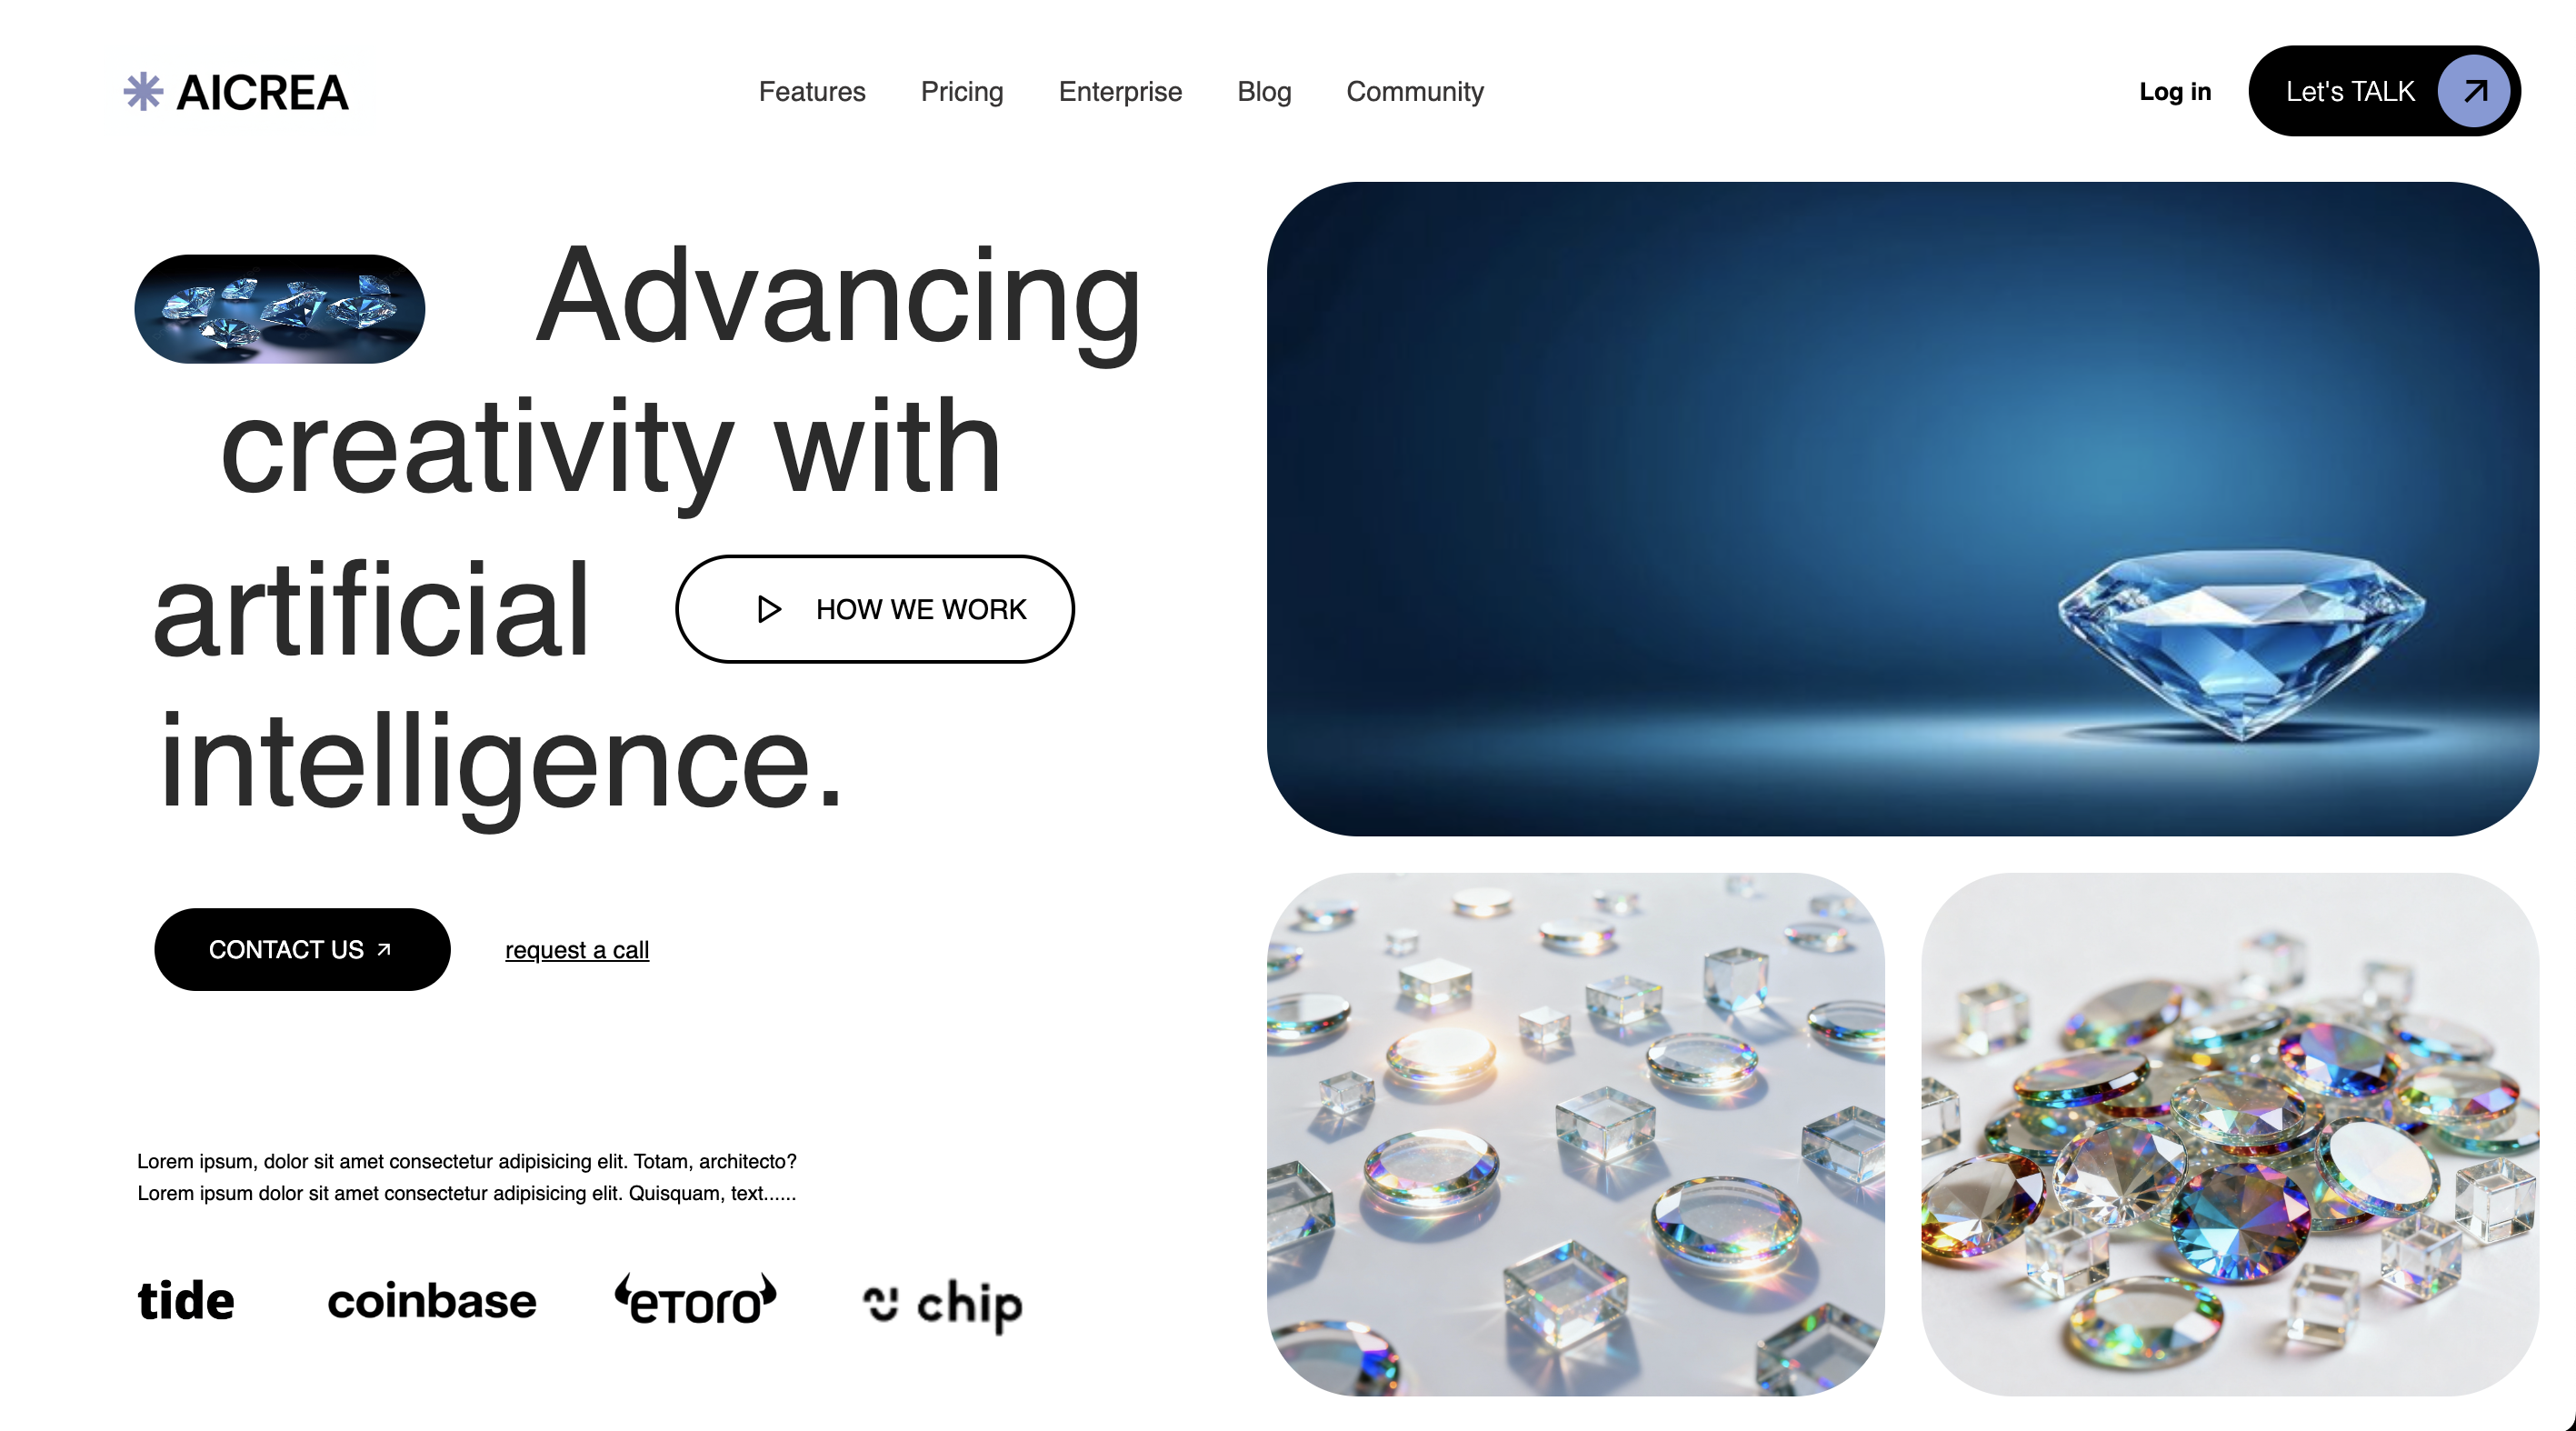 AICREA
Features Pricing Enterprise Blog Community
Log in
Let's TALK
Advancing
creativity with
artificial
HOW WE WORK
intelligence.
CONTACT US
request a call
Lorem ipsum, dolor sit amet consectetur adipisicing elit. Totam, architecto?
Lorem ipsum dolor sit amet consectetur adipisicing elit. Quisquam, text......
tide coinbase eToro chip